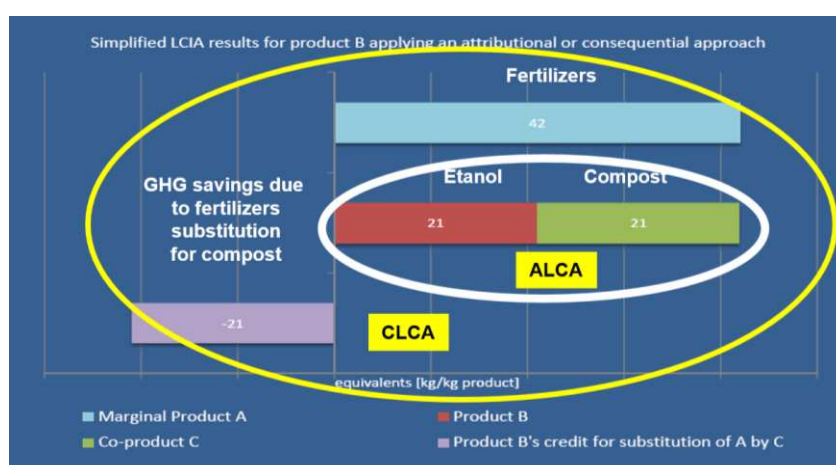 Simplified LCIA results for product B applying an attributional or consequential approach
Fertilizers
42
GHG savings due
to fertilizers
substitution
for compost
Etanol
Compost
21
21
ALCA
-21
CLCA
equivalents [kg/kg product]
Marginal Product A
Product B
Co-product C
Product B's credit for substitution of A by C